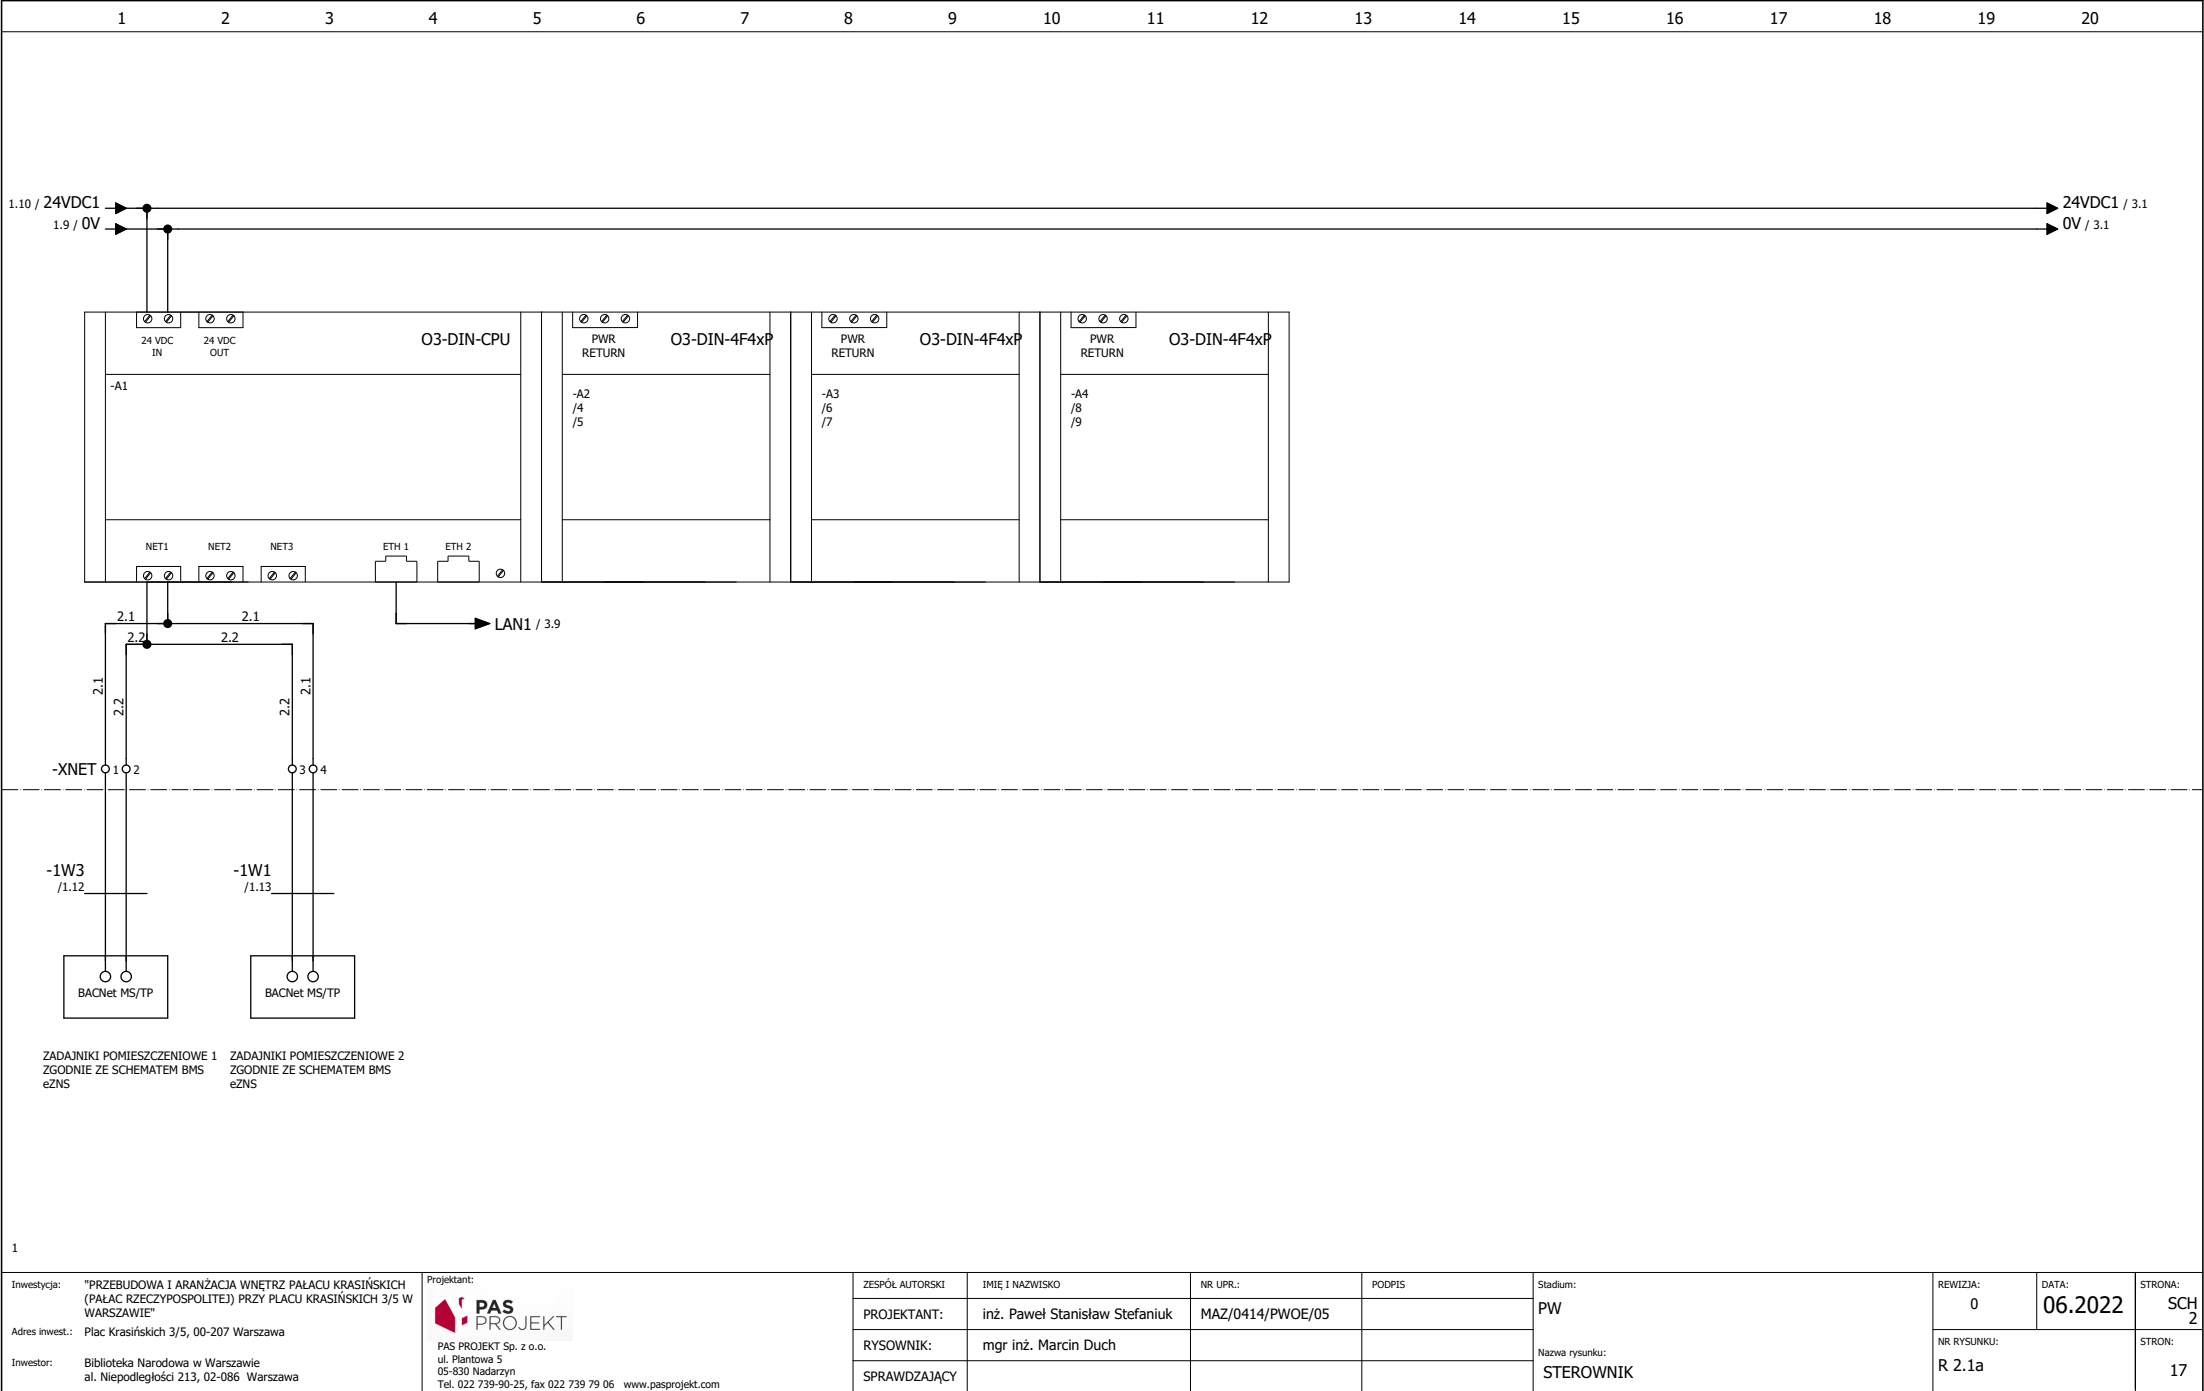 1 2 3 4 5 6 7 8 9 10 11 12 13 14 15 16 17 18 19 20
1.10 / 24VDC1
24VDC1 / 3.1
1.9 / 0V
0V / 3.1
24 VDC
IN
24 VDC
OUT
O3-DIN-CPU
PWR
RETURN
O3-DIN-4F4xP
PWR
RETURN
O3-DIN-4F4xP
PWR
RETURN
O3-DIN-4F4xP
-A1
-A2
/4
/5
-A3
/6
/7
-A4
/8
/9
NET1
NET2
NET3
ETH 1
ETH 2
2.1
2.1
2.2
2.2
LAN1 / 3.9
2.1
2.2
2.2
2.1
-XNET 1 2 3 4
-1W3
/1.12
-1W1
/1.13
BACNet MS/TP
BACNet MS/TP
ZADAJNIKI POMIESZCZENIOWE 1
ZGODNIE ZE SCHEMATEM BMS
eZNS
ZADAJNIKI POMIESZCZENIOWE 2
ZGODNIE ZE SCHEMATEM BMS
eZNS
1
Inwestycja: "PRZEBUDOWA I ARANŻACJA WNĘTRZ PAŁACU KRASIŃSKICH
(PAŁAC RZECZYPOSPOLITEJ) PRZY PLACU KRASIŃSKICH 3/5 W
WARSZAWIE"
Adres inwest.: Plac Krasińskich 3/5, 00-207 Warszawa
Inwestor: Biblioteka Narodowa w Warszawie
al. Niepodległości 213, 02-086 Warszawa
Projektant:
PAS
PROJEKT
PAS PROJEKT Sp. z o.o.
ul. Plantowa 5
05-830 Nadarzyn
Tel. 022 739-90-25, fax 022 739 79 06 www.pasprojekt.com
ZESPÓŁ AUTORSKI IMIĘ I NAZWISKO NR UPR.: PODPIS
PROJEKTANT: inż. Paweł Stanisław Stefaniuk MAZ/0414/PWOE/05
RYSOWNIK: mgr inż. Marcin Duch
SPRAWDZAJĄCY
Stadium:
PW
Nazwa rysunku:
STEROWNIK
REWIZJA:
0
DATA:
06.2022
STRONA:
SCH
2
NR RYSUNKU:
R 2.1a
STRON:
17